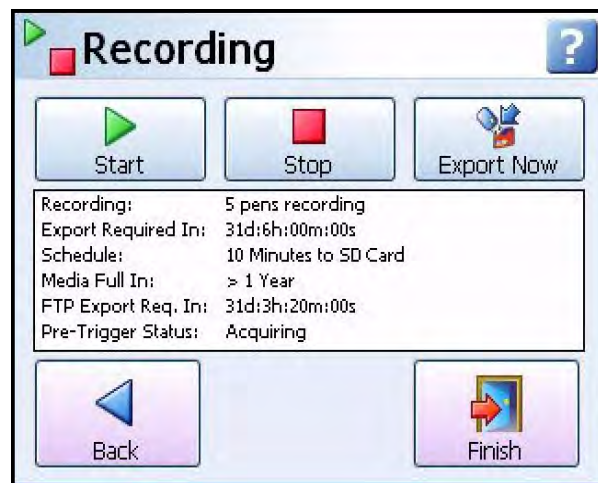 Recording
?
Start Stop Export Now
Recording: 5 pens recording
Export Required In: 31d:6h:00m:00s
Schedule: 10 Minutes to SD Card
Media Full In: > 1 Year
FTP Export Req. In: 31d:3h:20m:00s
Pre-Trigger Status: Acquiring
Back Finish